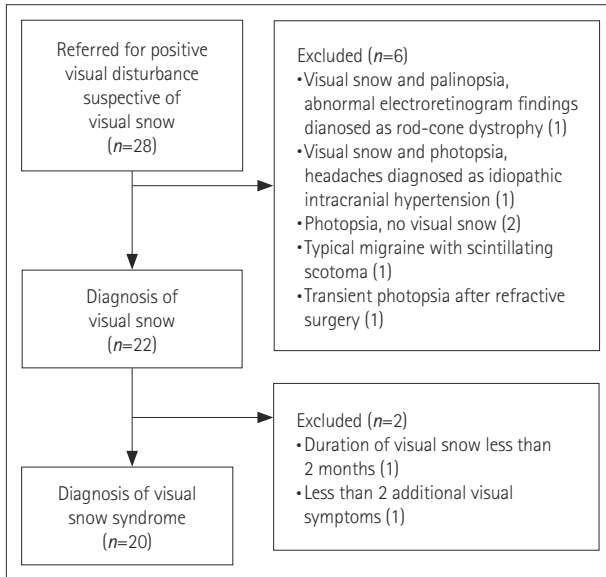 Referred for positive
visual disturbance
suspective of
visual snow
(n=28)
Excluded (n=6)
•Visual snow and palinopsia,
abnormal electroretinogram findings
dianosed as rod-cone dystrophy (1)
•Visual snow and photopsia,
headaches diagnosed as idiopathic
intracranial hypertension (1)
•Photopsia, no visual snow (2)
•Typical migraine with scintillating
scotoma (1)
•Transient photopsia after refractive
surgery (1)
Diagnosis of
visual snow
(n=22)
Excluded (n=2)
•Duration of visual snow less than
2 months (1)
•Less than 2 additional visual
symptoms (1)
Diagnosis of visual
snow syndrome
(n=20)